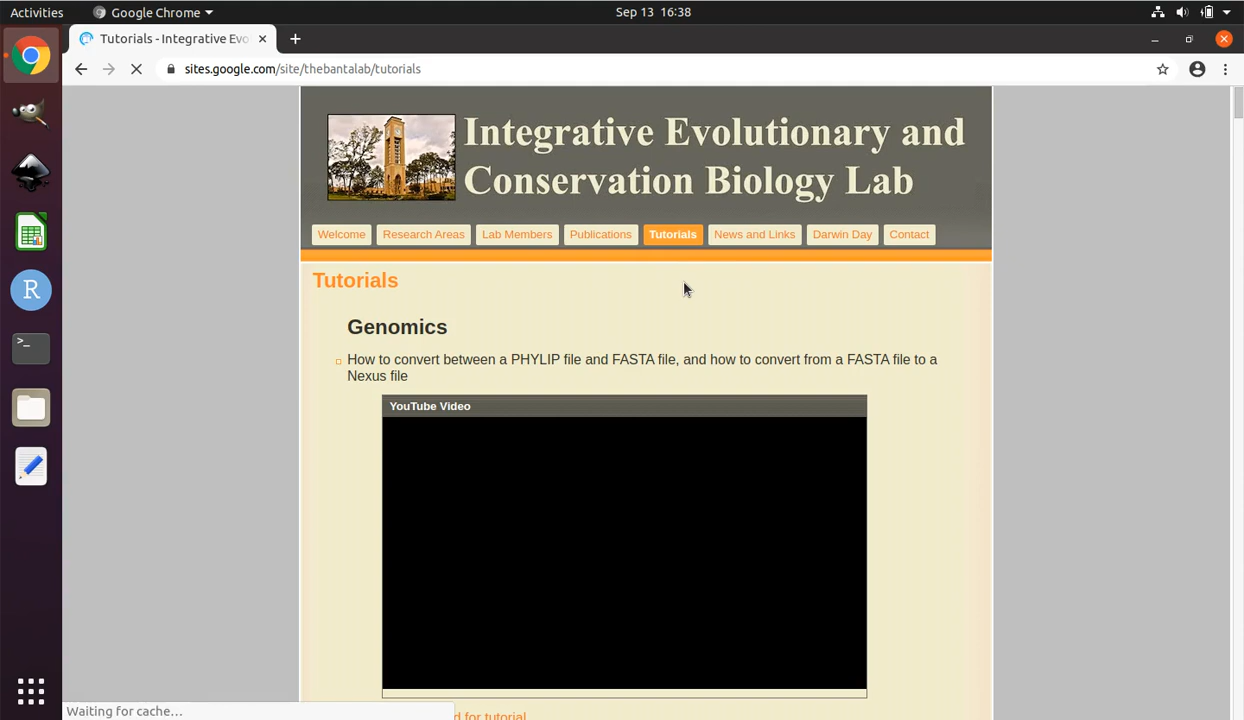 Activities Google Chrome Sep 13 16:38
Tutorials - Integrative Evo
sites.google.com/site/thebantalab/tutorials
Integrative Evolutionary and
Conservation Biology Lab
Welcome Research Areas Lab Members Publications Tutorials News and Links Darwin Day Contact
Tutorials
Genomics
How to convert between a PHYLIP file and FASTA file, and how to convert from a FASTA file to a
Nexus file
YouTube Video
R
>_
Waiting for cache…
d for tutorial